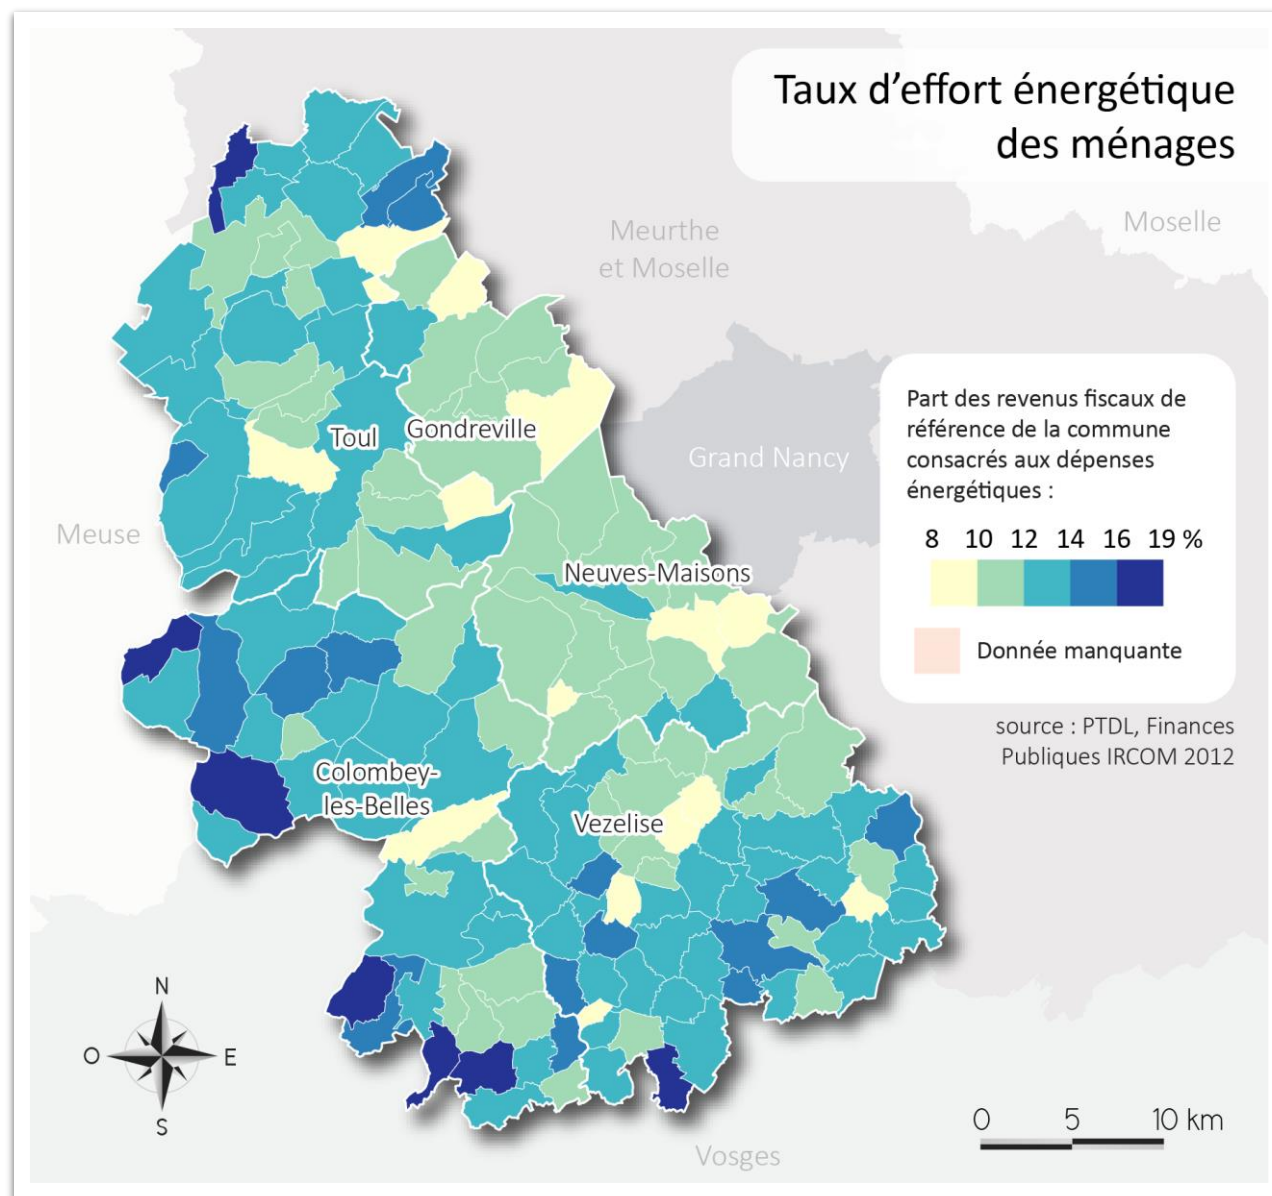 Taux d’effort énergétique
des ménages
Moselle
Meurthe
et Moselle
Part des revenus fiscaux de
référence de la commune
consacrés aux dépenses
énergétiques :
8 10 12 14 16 19 %
Donnée manquante
source : PTDL, Finances
Publiques IRCOM 2012
Toul
Gondreville
Grand Nancy
Meuse
Neuves-Maisons
Colombey-
les-Belles
Vezelise
N
O E
S
0 5 10 km
Vosges